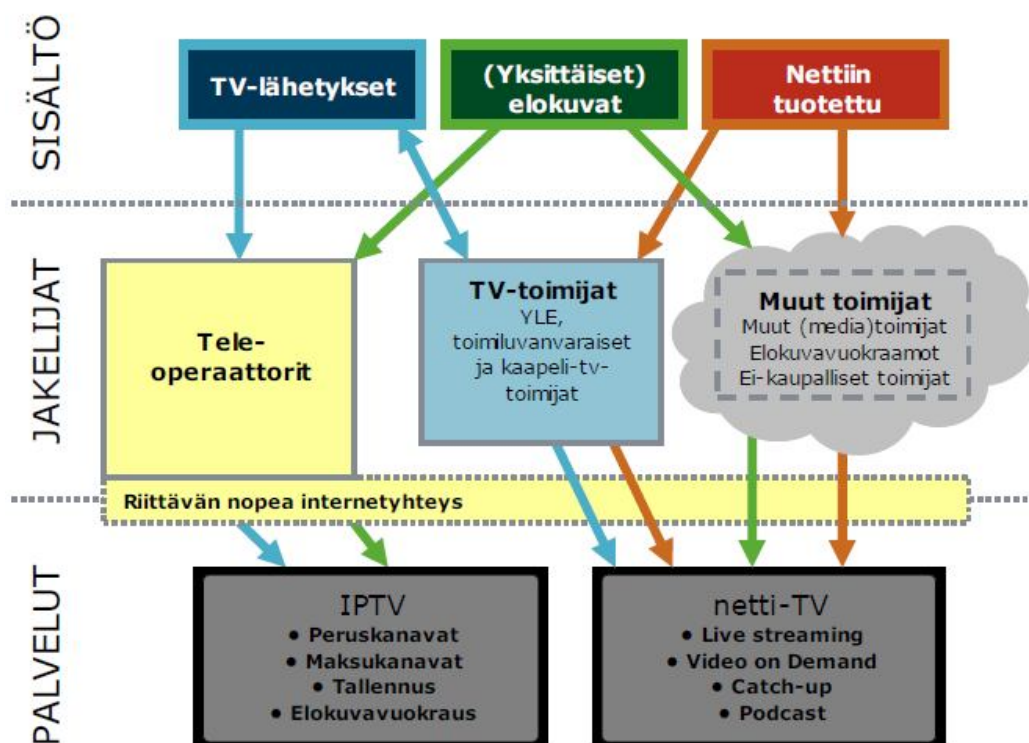 SISÄLTÖ
TV-lähetykset
(Yksittäiset)
elokuvat
Nettiin
tuotettu
JAKELIJAT
Tele-
operaattorit
TV-toimijat
YLE,
toimiluvanvaraiset
ja kaapeli-tv-
toimijat
Muut toimijat
Muut (media)toimijat
Elokuvavuokraamot
Ei-kaupalliset toimijat
Riittävän nopea internetyhteys
PALVELUT
IPTV
• Peruskanavat
• Maksukanavat
• Tallennus
• Elokuvavuokraus
netti-TV
• Live streaming
• Video on Demand
• Catch-up
• Podcast